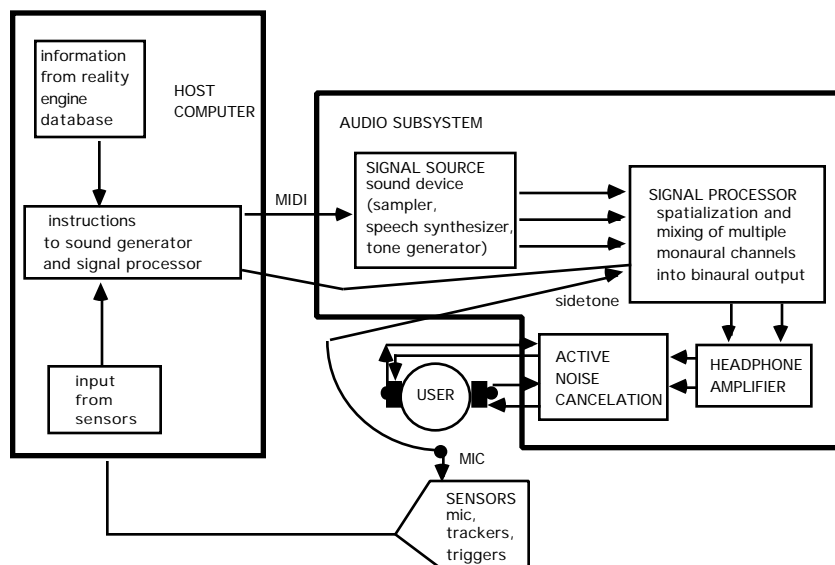 information
from reality
engine
database
HOST
COMPUTER
instructions
to sound generator
and signal processor
input
from
sensors
MIDI
AUDIO SUBSYSTEM
SIGNAL SOURCE
sound device
(sampler,
speech synthesizer,
tone generator)
SIGNAL PROCESSOR
spatialization and
mixing of multiple
monaural channels
into binaural output
sidetone
USER
ACTIVE
NOISE
CANCELATION
HEADPHONE
AMPLIFIER
MIC
SENSORS
mic,
trackers,
triggers